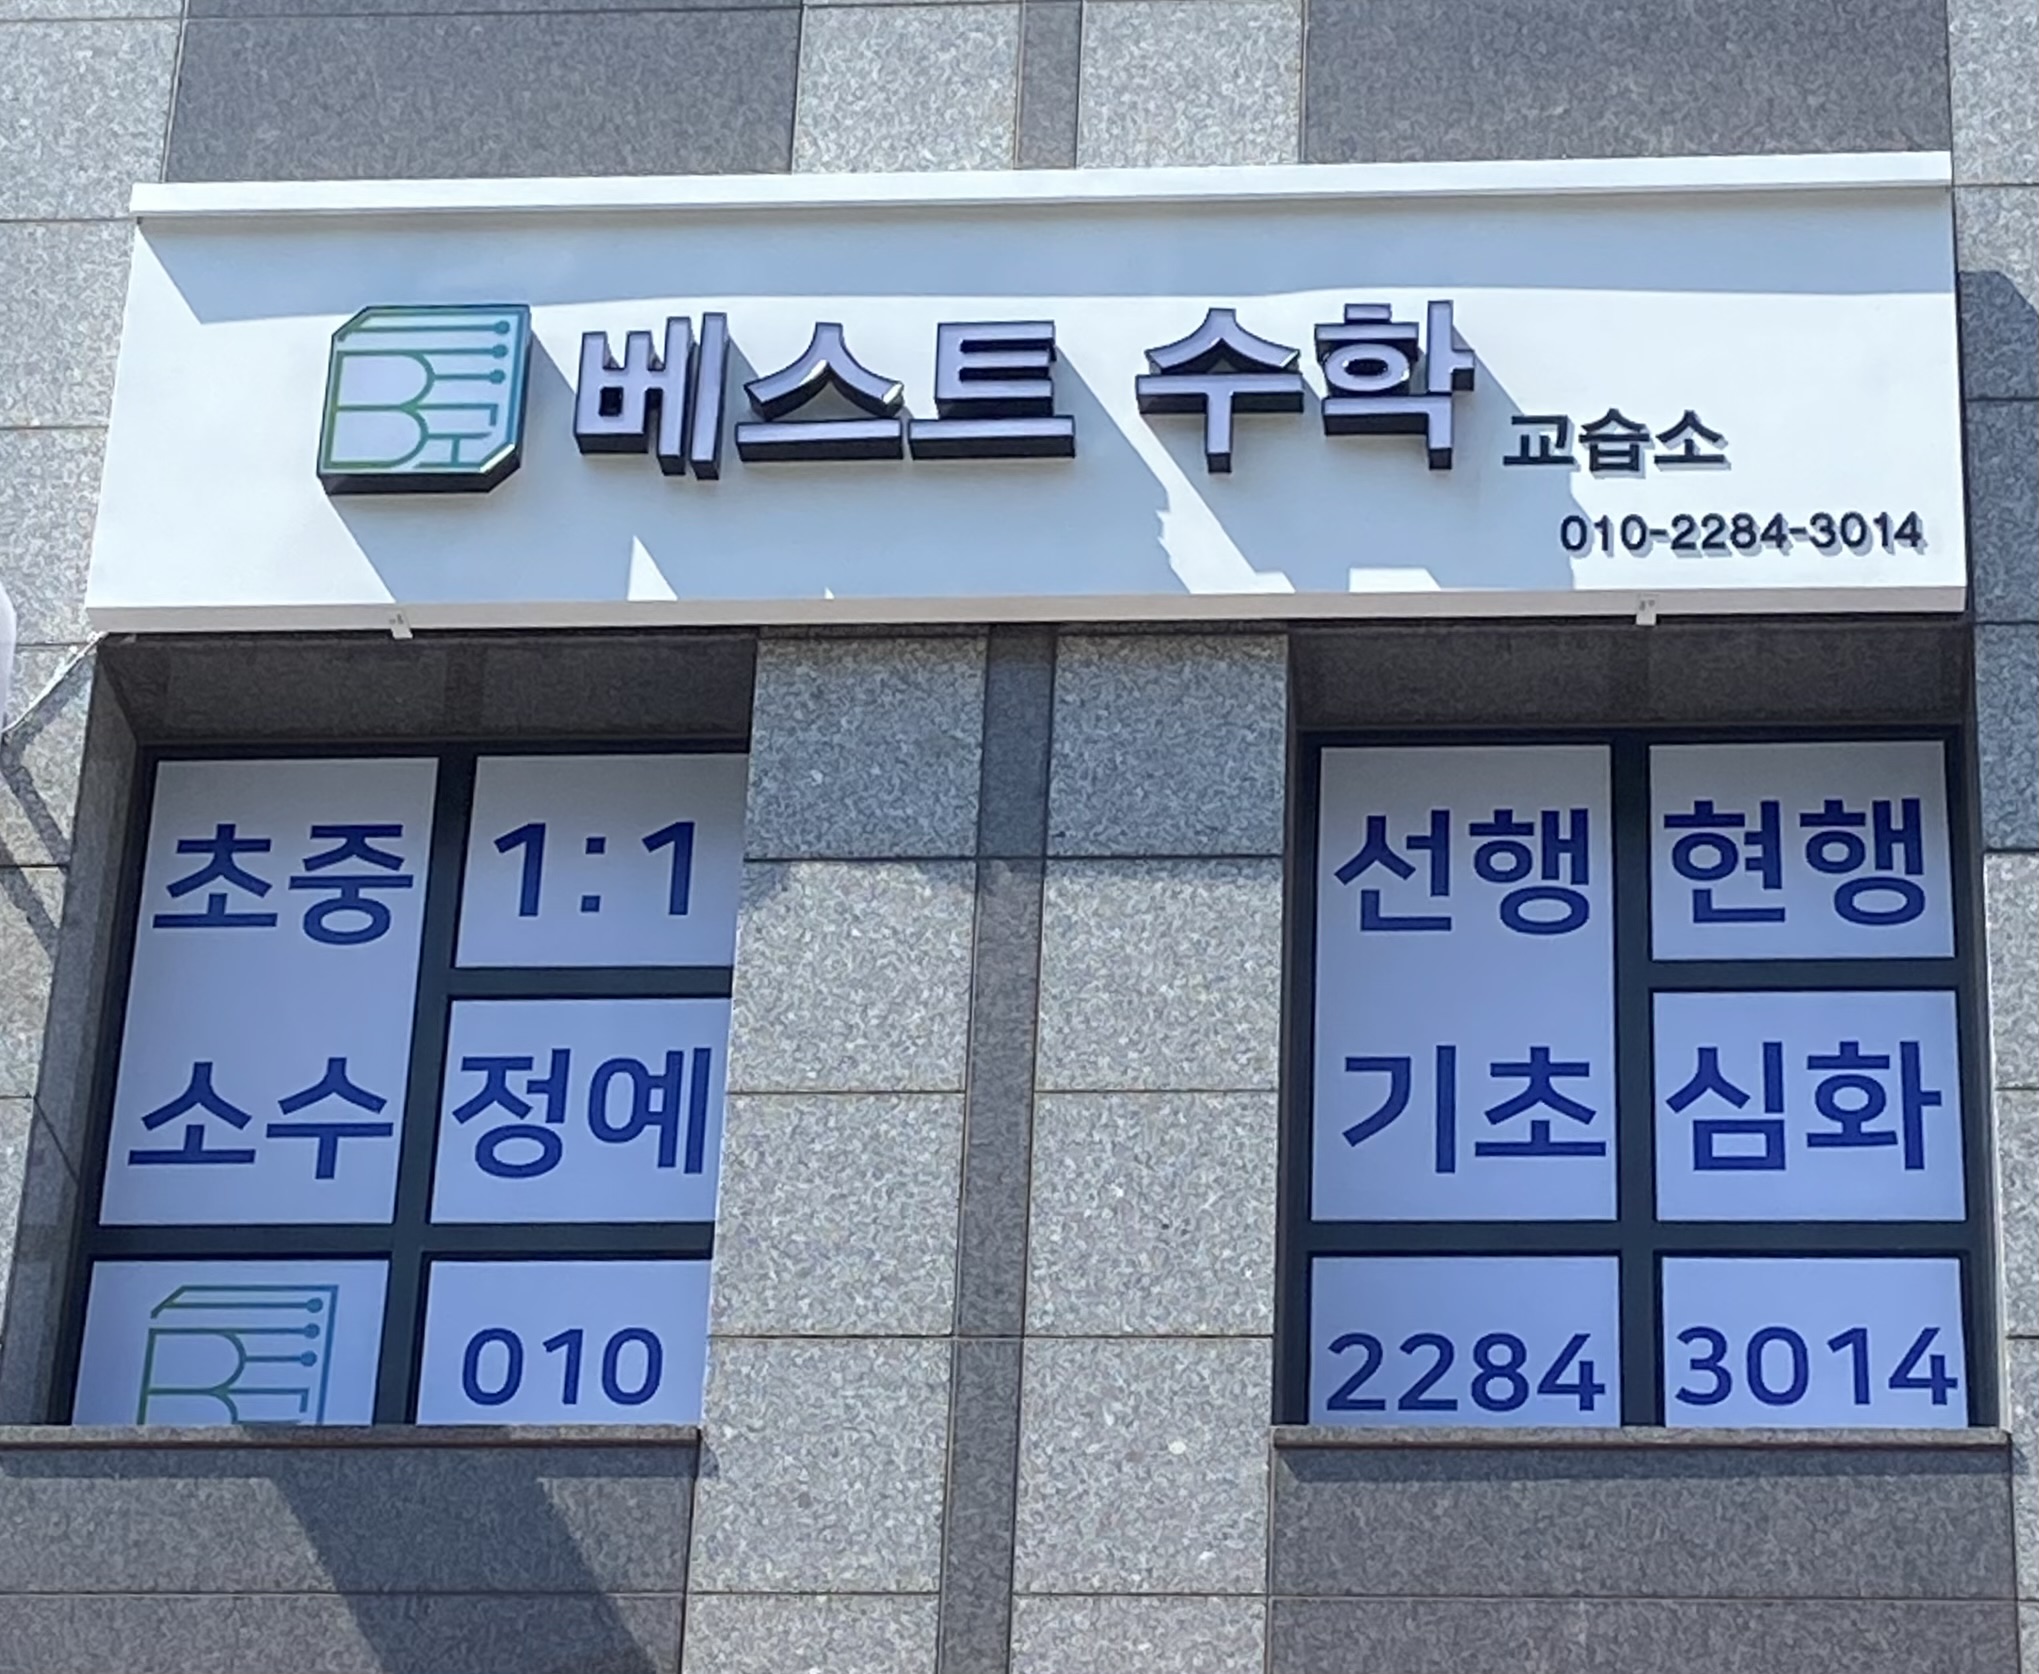 베스트 수학 교습소
010-2284-3014
초중 1:1
소수 정예
010
선행 현행
기초 심화
2284 3014